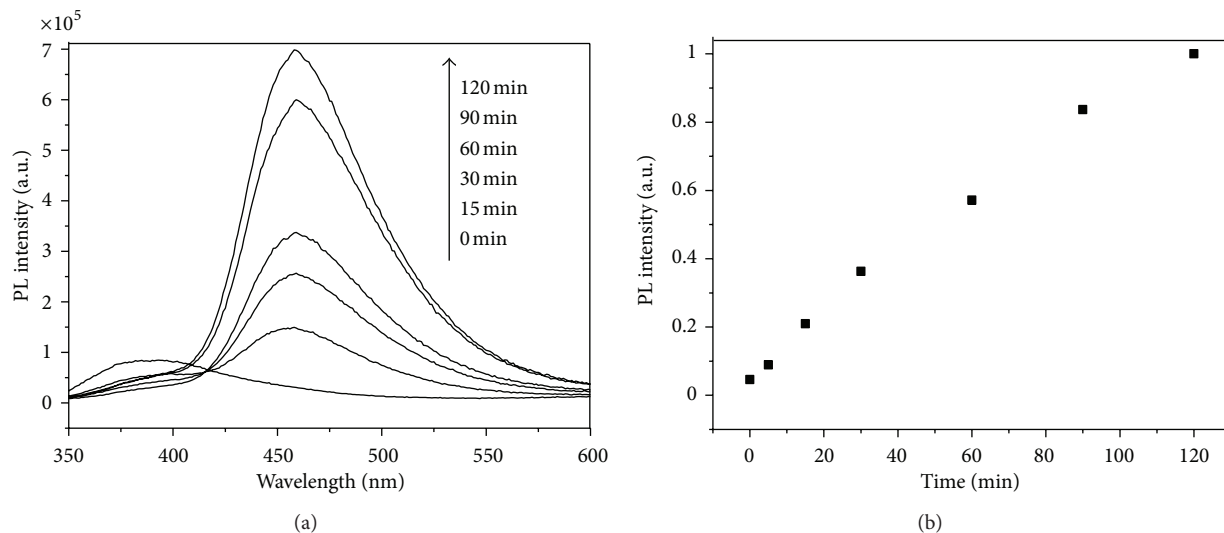 ×10⁵
7
6
5
4
3
2
1
0
PL intensity (a.u.)
120 min
90 min
60 min
30 min
15 min
0 min
350 400 450 500 550 600
Wavelength (nm)
(a)
1
0.8
0.6
0.4
0.2
0
PL intensity (a.u.)
0 20 40 60 80 100 120
Time (min)
(b)